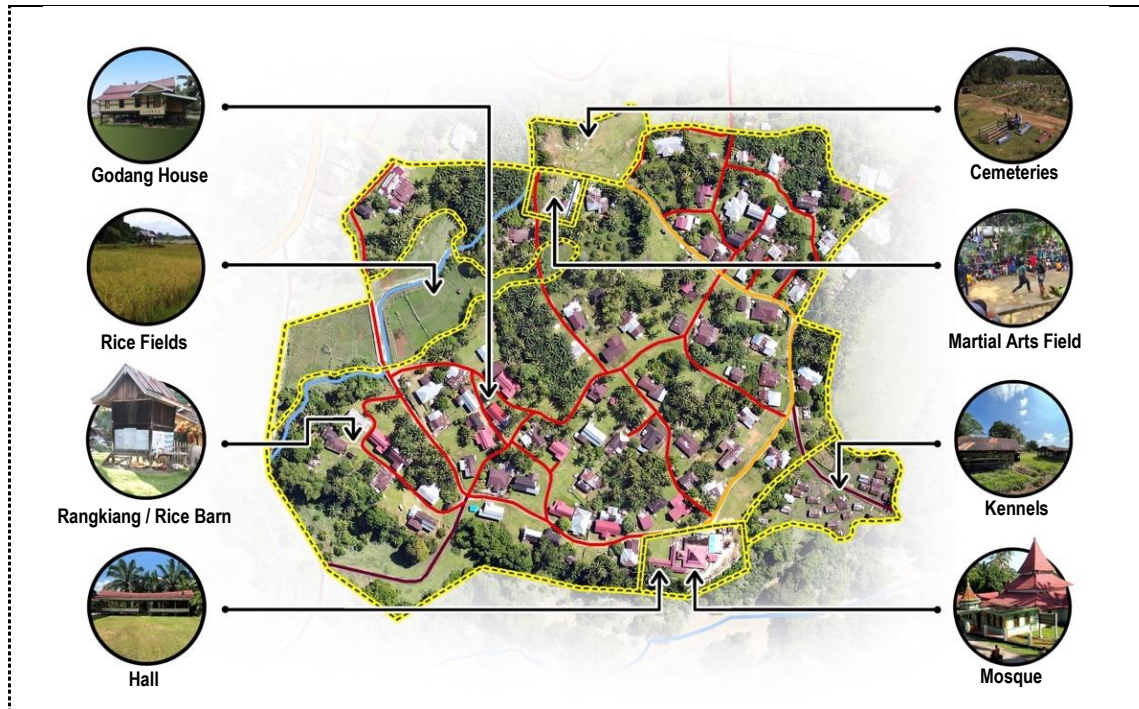 Godang House
Rice Fields
Rangkiang / Rice Barn
Hall
Cemeteries
Martial Arts Field
Kennels
Mosque